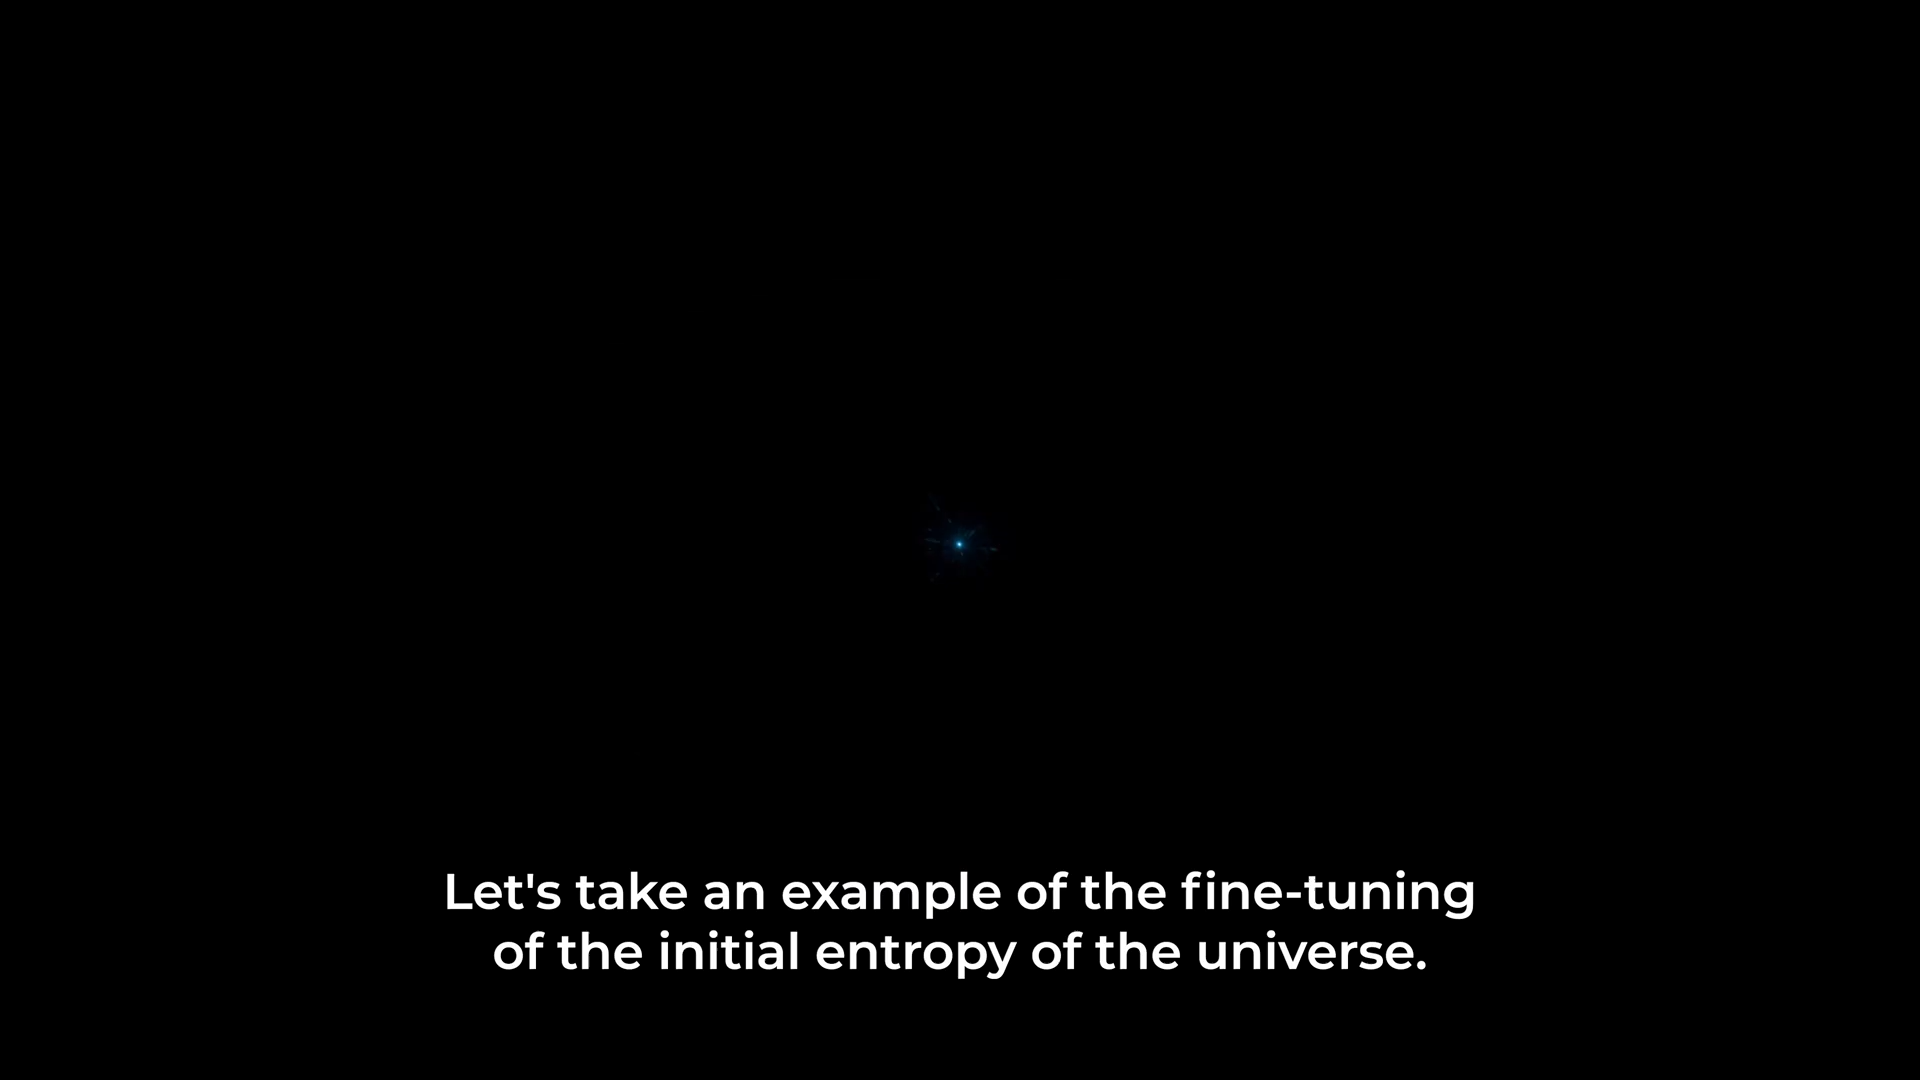 Let's take an example of the fine-tuning
of the initial entropy of the universe.